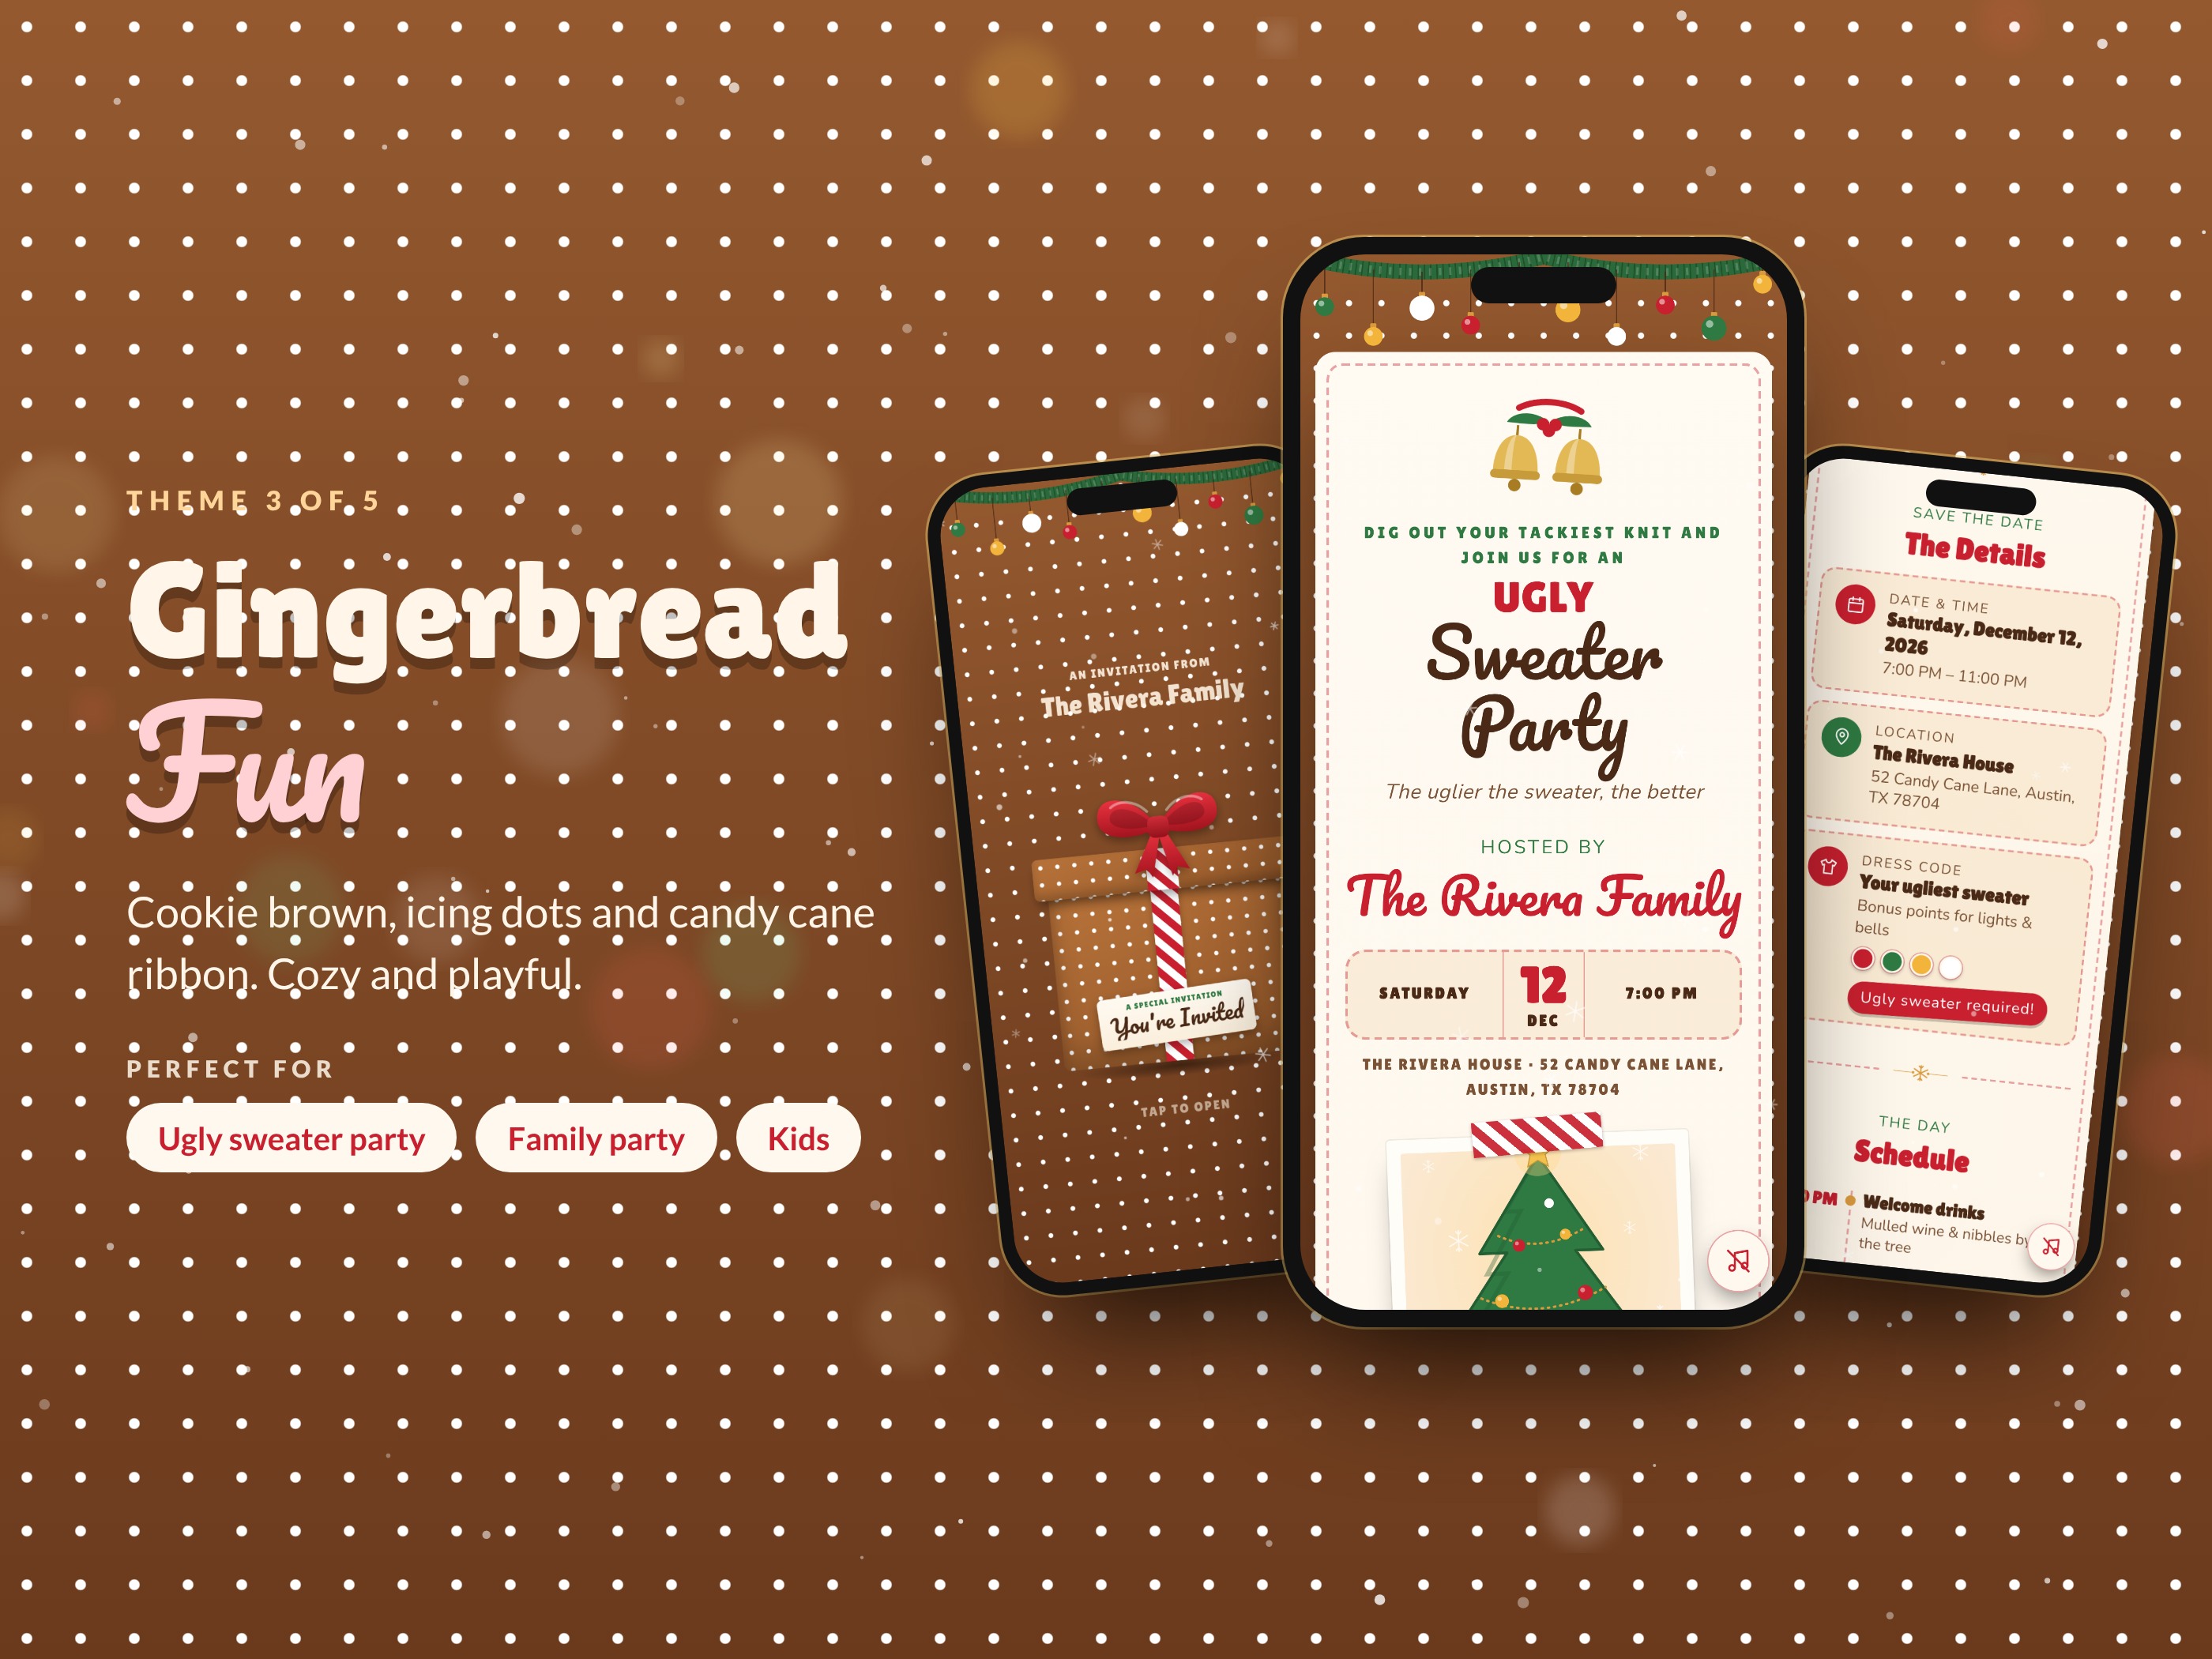 THEME 3 OF 5
Gingerbread
Fun
Cookie brown, icing dots and candy cane
ribbon. Cozy and playful.
PERFECT FOR
Ugly sweater party
Family party
Kids
AN INVITATION FROM
The Rivera Family
A SPECIAL INVITATION
You're Invited
TAP TO OPEN
DIG OUT YOUR TACKIEST KNIT AND
JOIN US FOR AN
UGLY
Sweater
Party
The uglier the sweater, the better
HOSTED BY
The Rivera Family
SATURDAY
12
DEC
7:00 PM
THE RIVERA HOUSE · 52 CANDY CANE LANE,
AUSTIN, TX 78704
SAVE THE DATE
The Details
DATE & TIME
Saturday, December 12,
2026
7:00 PM – 11:00 PM
LOCATION
The Rivera House
52 Candy Cane Lane, Austin,
TX 78704
DRESS CODE
Your ugliest sweater
Bonus points for lights &
bells
Ugly sweater required!
THE DAY
Schedule
PM
Welcome drinks
Mulled wine & nibbles by
the tree